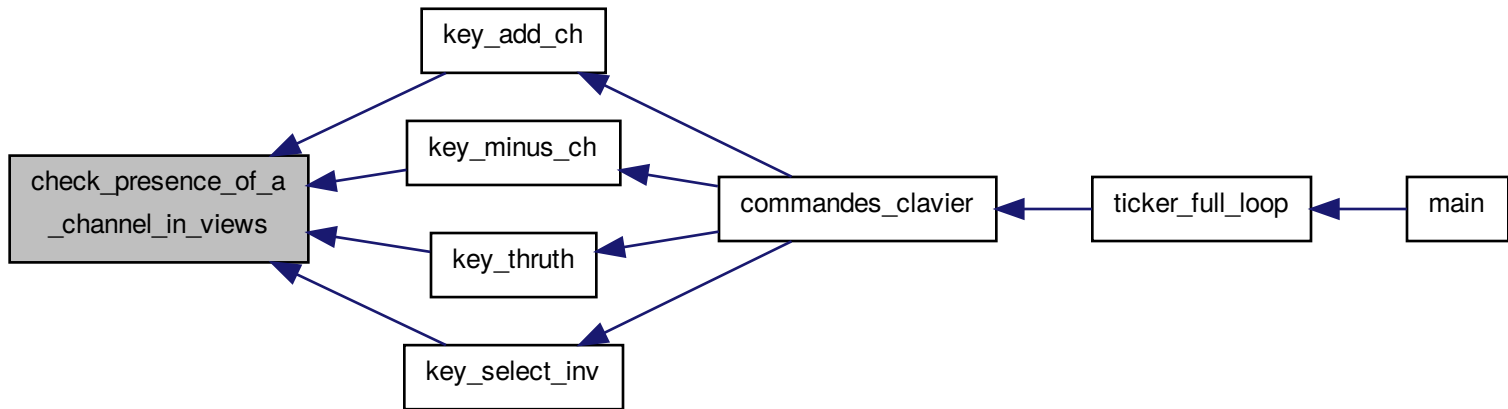 key_add_ch
key_minus_ch
check_presence_of_a
_channel_in_views
commandes_clavier
ticker_full_loop
main
key_thruth
key_select_inv